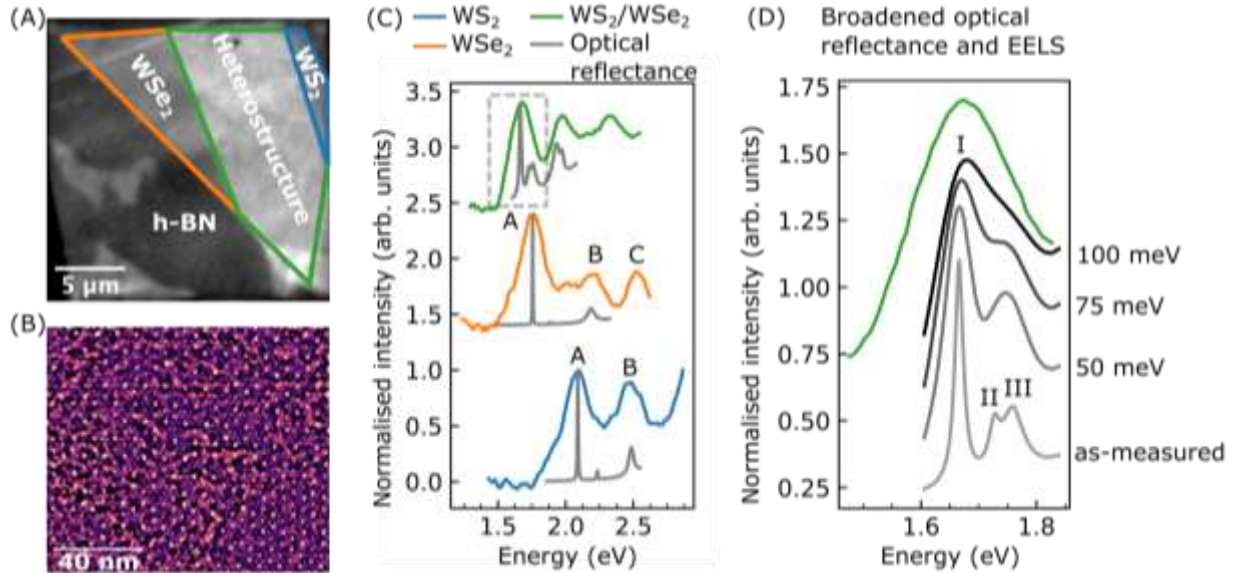 (A)
WSe₂
Heterostructure
WS₂
h-BN
5 μm
(B)
40 nm
(C)
WS₂
WS₂/WSe₂
WSe₂
Optical
reflectance
Normalised intensity (arb. units)
3.5
3.0
2.5
2.0
1.5
1.0
0.5
0.0
A
B
C
A
B
1.5
2.0
2.5
Energy (eV)
(D)
Broadened optical
reflectance and EELS
Normalised intensity (arb. units)
1.75
1.50
1.25
1.00
0.75
0.50
0.25
I
II
III
100 meV
75 meV
50 meV
as-measured
1.6
1.8
Energy (eV)